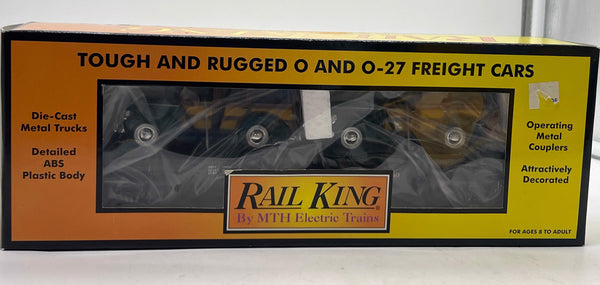 TOUGH AND RUGGED O AND O-27 FREIGHT CARS
Die-Cast
Metal Trucks
Detailed
ABS
Plastic Body
Operating
Metal
Couplers
Attractively
Decorated
RAIL KING®
By MTH Electric Trains
FOR AGES 8 TO ADULT